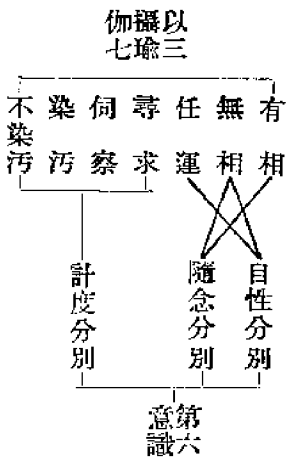 以三
攝瑜
伽七
有相
無相
任運
尋求
伺察
染污
不染污
自性分別
隨念分別
計度分別
第六
意識